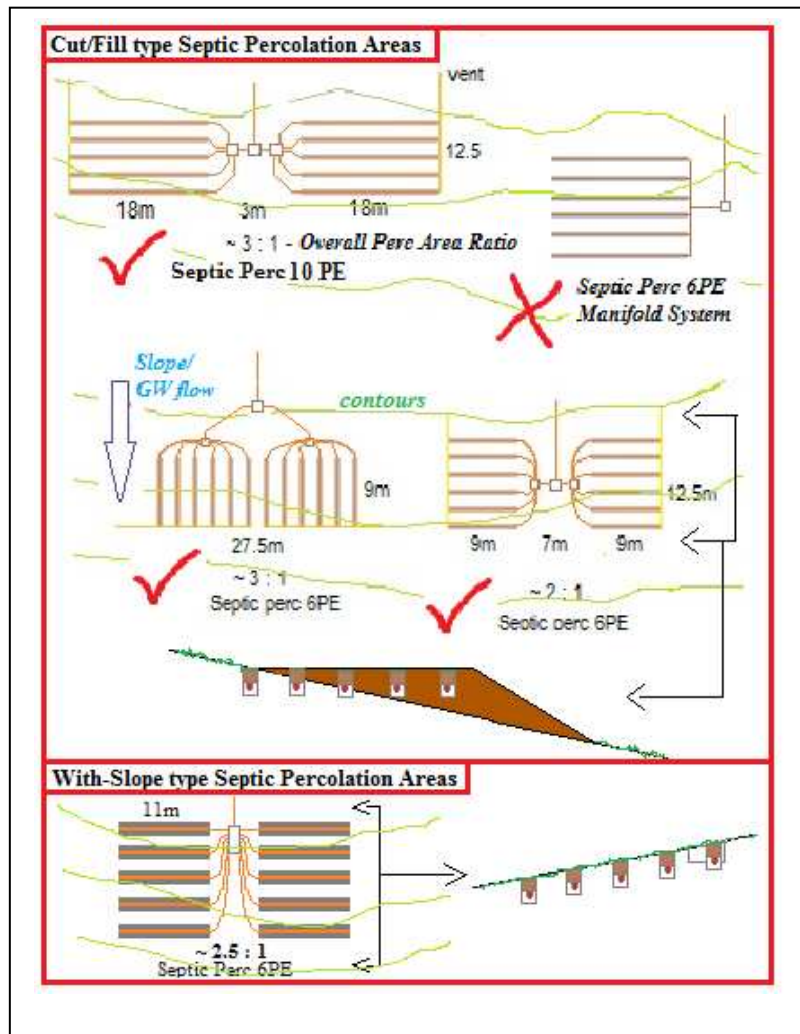 Cut/Fill type Septic Percolation Areas
vent
12.5
18m 3m 18m
~ 3 : 1 - Overall Perc Area Ratio
Septic Perc 10 PE
Septic Perc 6PE
Manifold System
Slope/
GW flow
contours
9m
12.5m
27.5m
9m 7m 9m
~ 3 : 1
Septic perc 6PE
~ 2 : 1
Septic perc 6PE
With-Slope type Septic Percolation Areas
11m
~ 2.5 : 1
Septic Perc 6PE